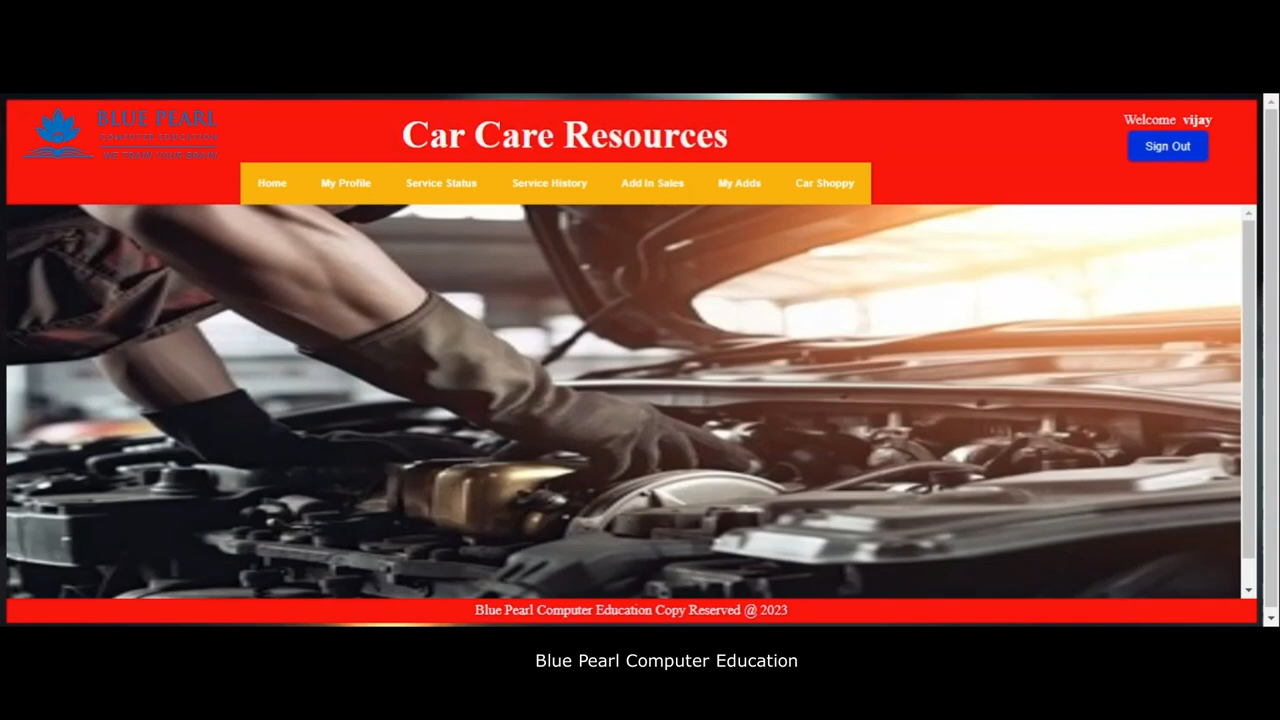 BLUE PEARL
COMPUTER EDUCATION
WE TRAIN YOUR BRAIN
Car Care Resources
Welcome vijay
Sign Out
Home My Profile Service Status Service History Add In Sales My Adds Car Shoppy
Blue Pearl Computer Education Copy Reserved @ 2023
Blue Pearl Computer Education